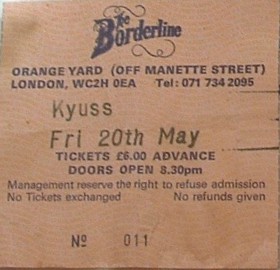 the
Borderline
ORANGE YARD (OFF MANETTE STREET)
LONDON, WC2H 0EA Tel: 071 734 2095
Kyuss
Fri 20th May
TICKETS £6.00 ADVANCE
DOORS OPEN 8.30pm
Management reserve the right to refuse admission
No Tickets exchanged No refunds given
Nº 011